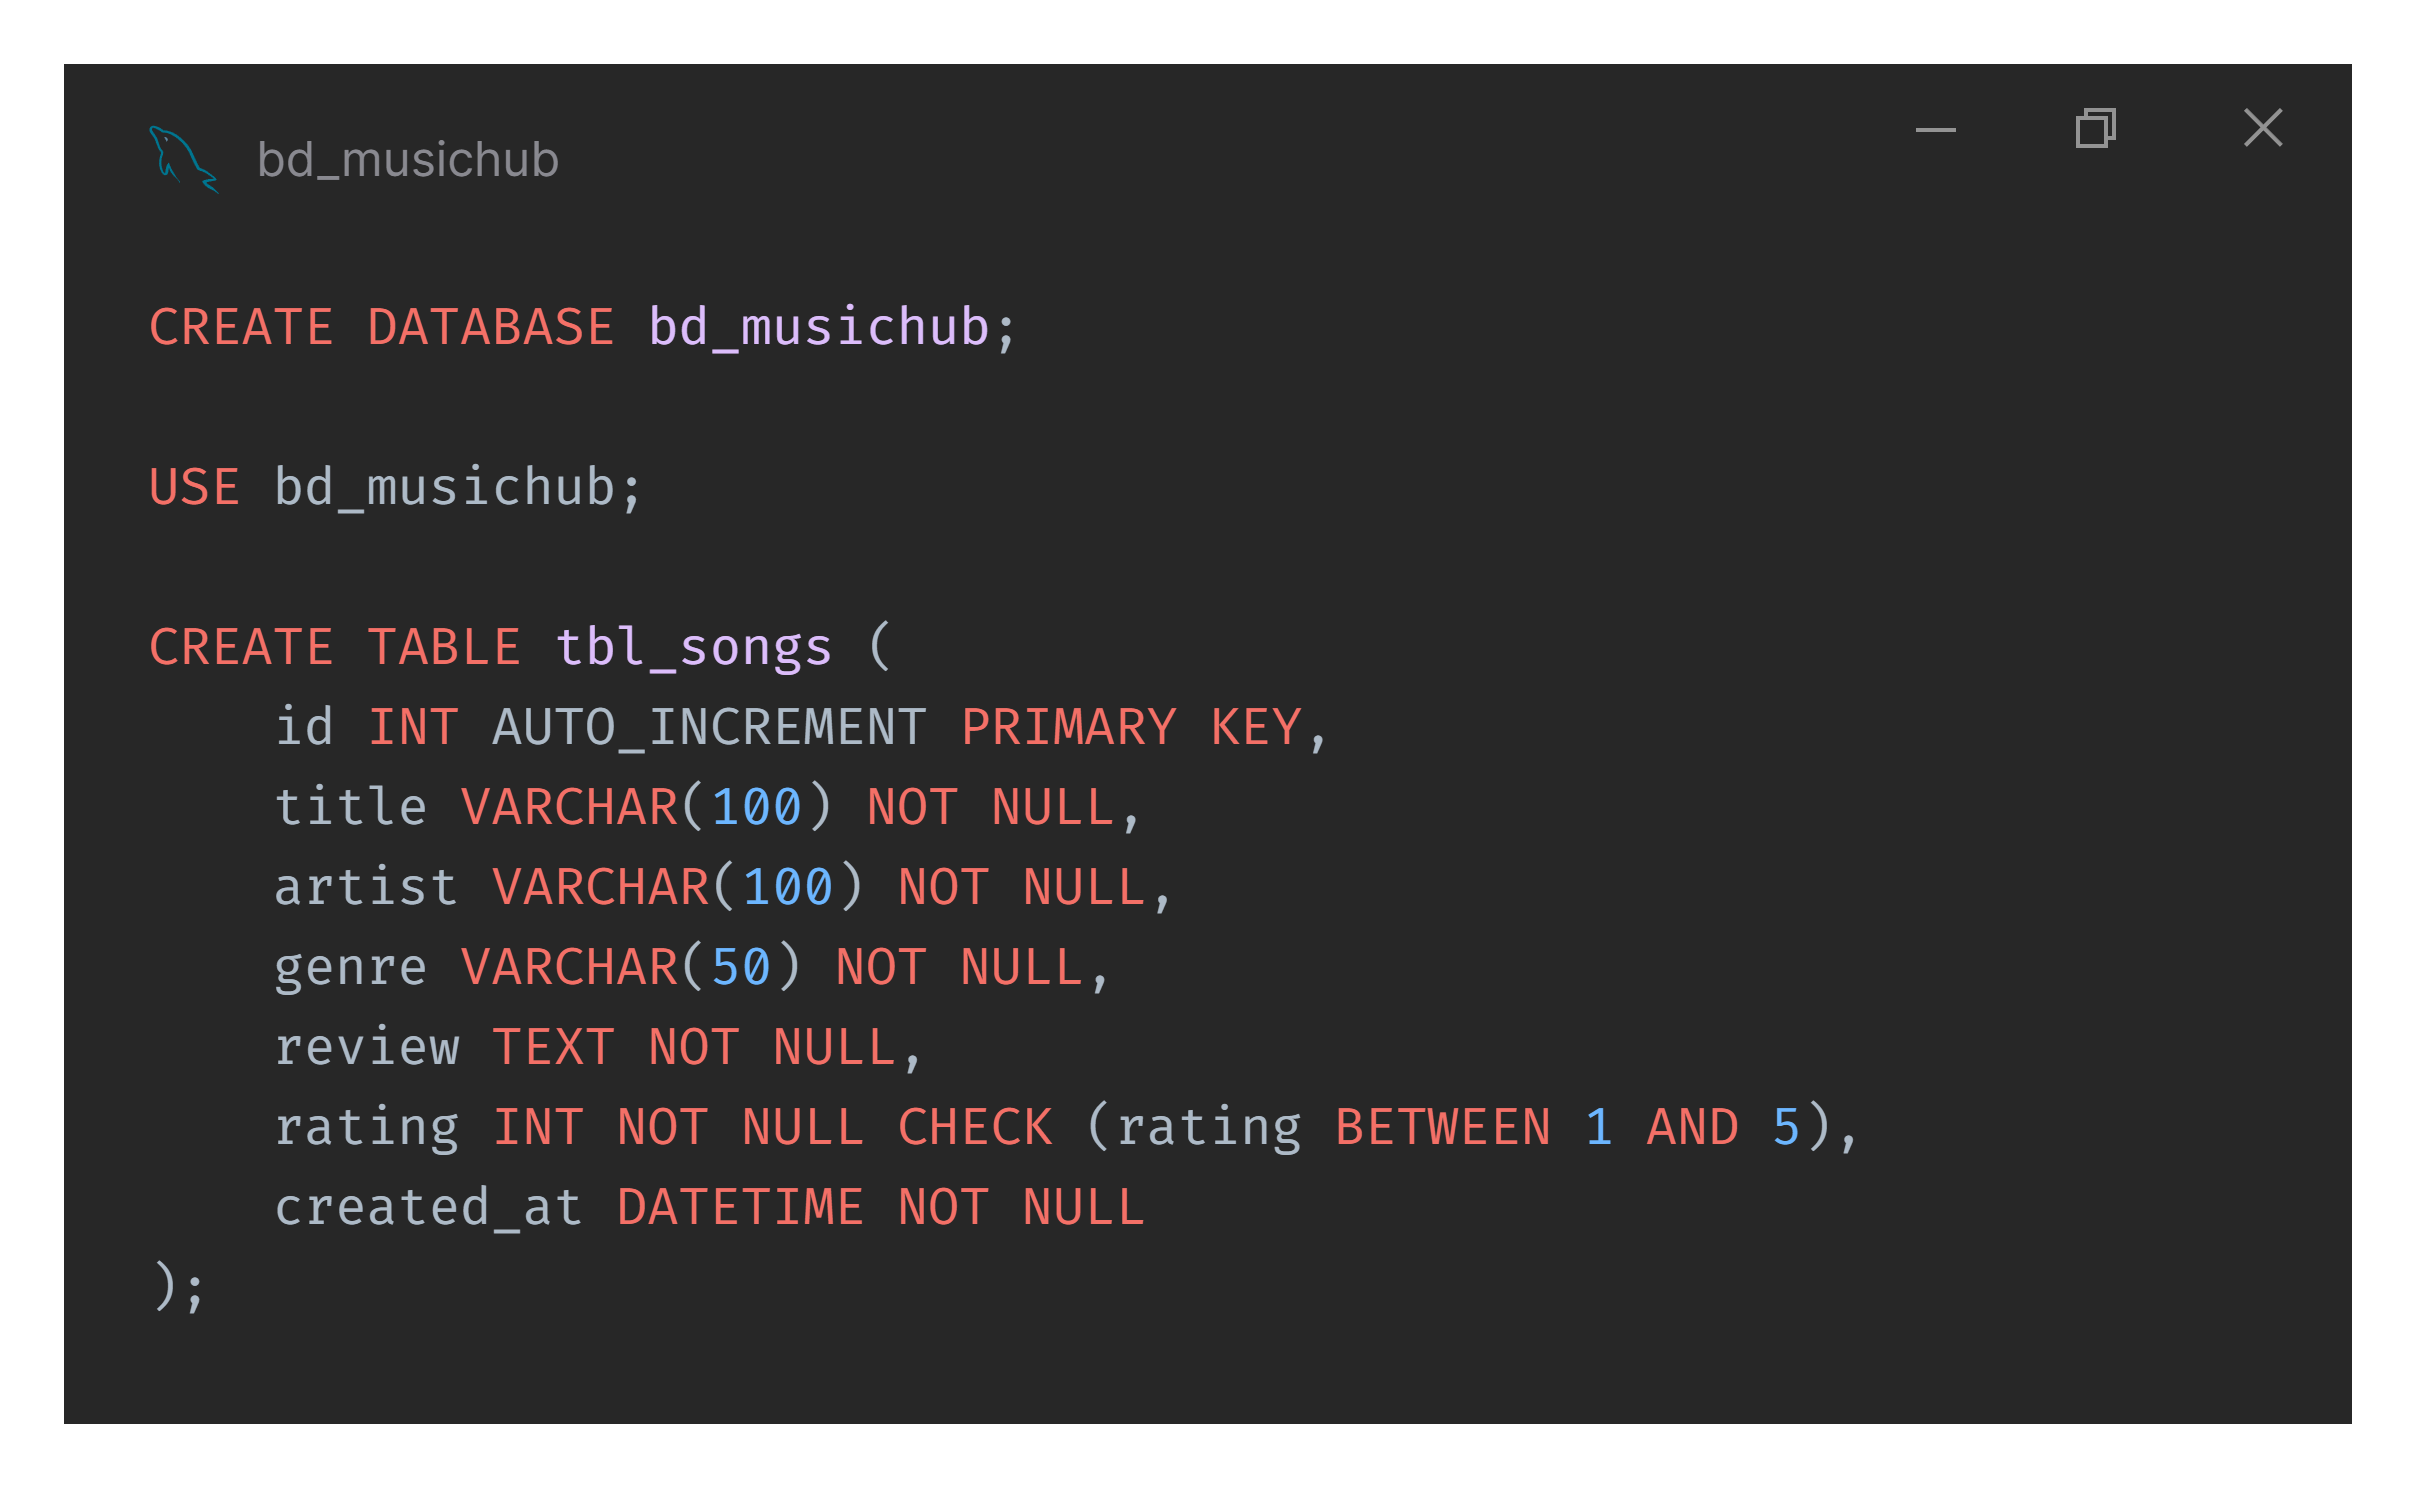 bd_musichub
CREATE DATABASE bd_musichub;
USE bd_musichub;
CREATE TABLE tbl_songs (
    id INT AUTO_INCREMENT PRIMARY KEY,
    title VARCHAR(100) NOT NULL,
    artist VARCHAR(100) NOT NULL,
    genre VARCHAR(50) NOT NULL,
    review TEXT NOT NULL,
    rating INT NOT NULL CHECK (rating BETWEEN 1 AND 5),
    created_at DATETIME NOT NULL
);